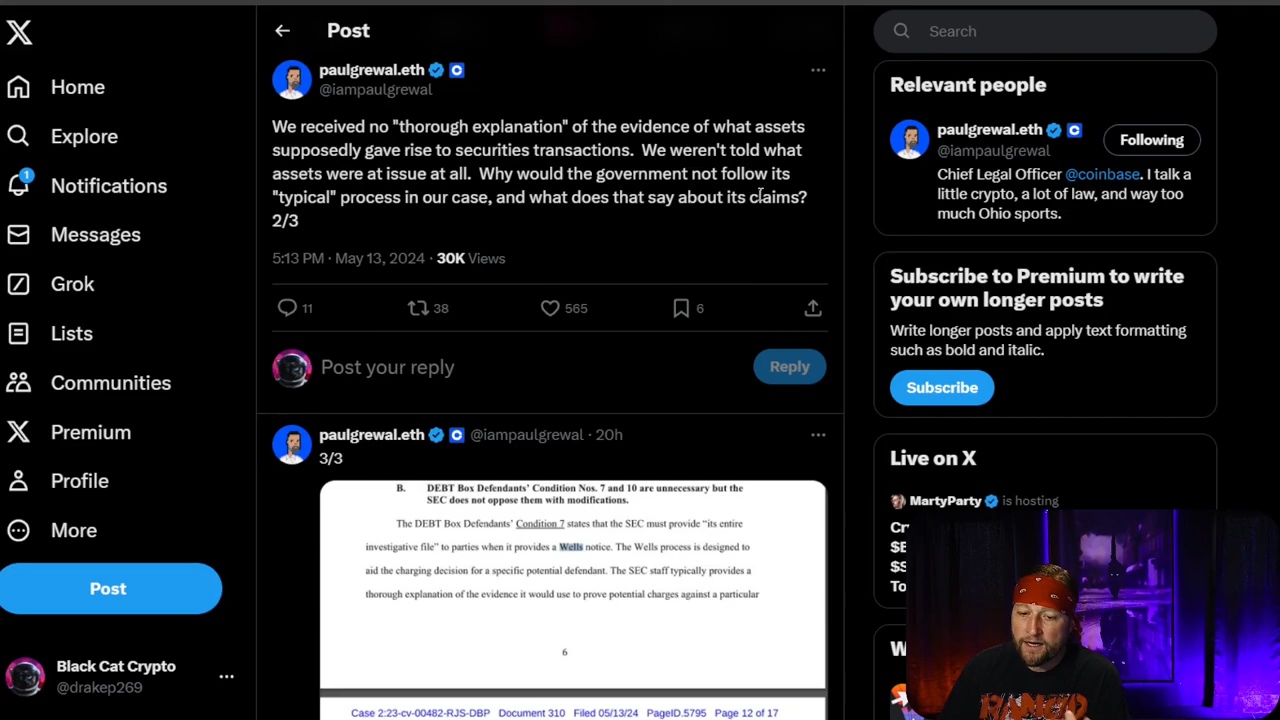 Post
Search
Home
Explore
1
Notifications
Messages
Grok
Lists
Communities
Premium
Profile
More
Post
Black Cat Crypto
@drakep269
paulgrewal.eth
@iampaulgrewal
We received no "thorough explanation" of the evidence of what assets
supposedly gave rise to securities transactions. We weren't told what
assets were at issue at all. Why would the government not follow its
"typical" process in our case, and what does that say about its claims?
2/3
5:13 PM · May 13, 2024 · 30K Views
11
38
565
6
Post your reply
Reply
paulgrewal.eth @iampaulgrewal · 20h
3/3
B. DEBT Box Defendants' Condition Nos. 7 and 10 are unnecessary but the
SEC does not oppose them with modifications.
The DEBT Box Defendants' Condition 7 states that the SEC must provide "its entire
investigative file" to parties when it provides a Wells notice. The Wells process is designed to
aid the charging decision for a specific potential defendant. The SEC staff typically provides a
thorough explanation of the evidence it would use to prove potential charges against a particular
6
Case 2:23-cv-00482-RJS-DBP Document 310 Filed 05/13/24 PageID.5795 Page 12 of 17
Relevant people
paulgrewal.eth
@iampaulgrewal
Following
Chief Legal Officer @coinbase. I talk a
little crypto, a lot of law, and way too
much Ohio sports.
Subscribe to Premium to write
your own longer posts
Write longer posts and apply text formatting
such as bold and italic.
Subscribe
Live on X
MartyParty is hosting